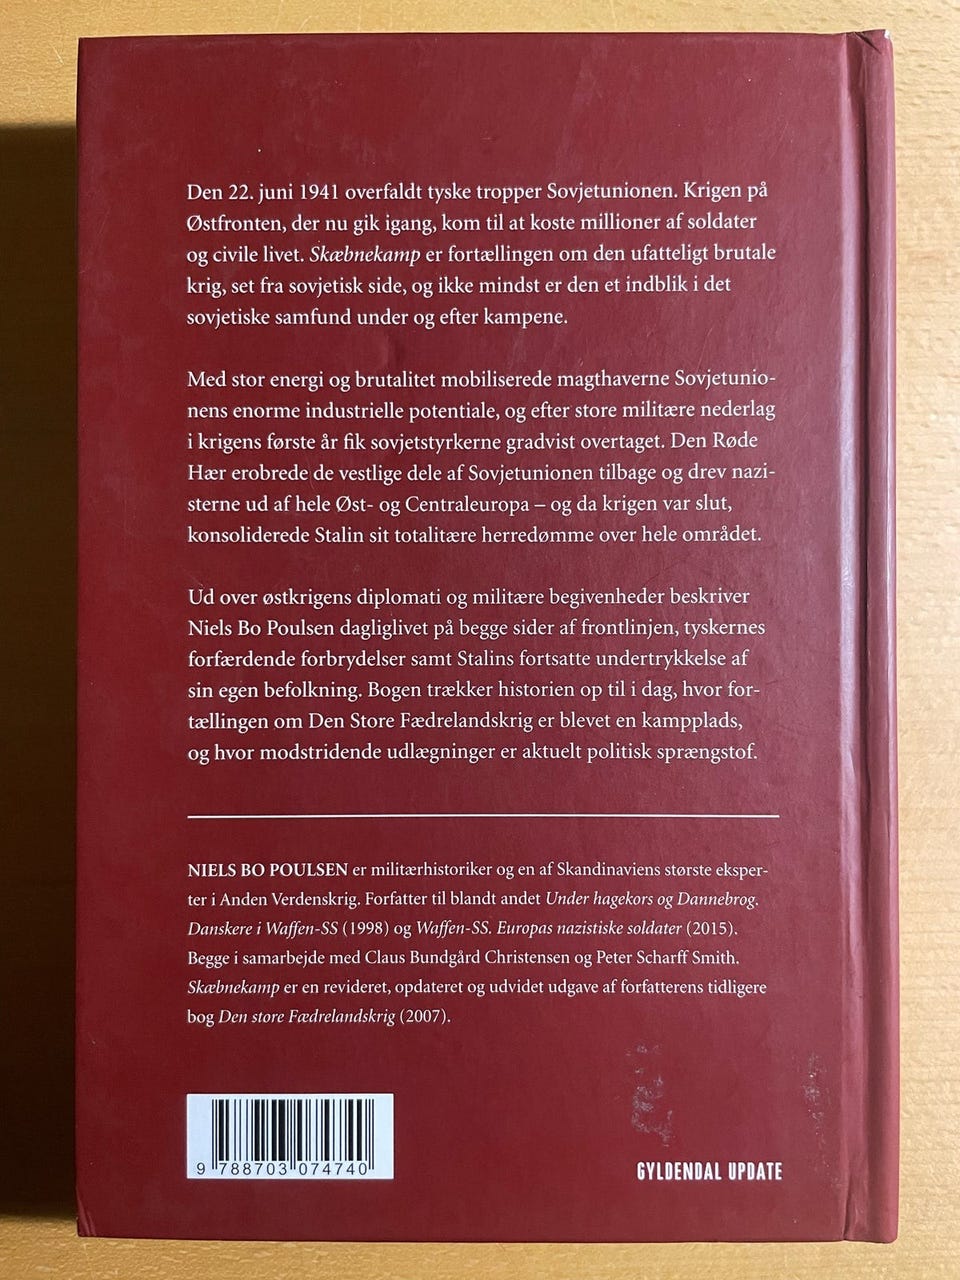 Den 22. juni 1941 overfaldt tyske tropper Sovjetunionen. Krigen på
Østfronten, der nu gik igang, kom til at koste millioner af soldater
og civile livet. Skæbnekamp er fortællingen om den ufatteligt brutale
krig, set fra sovjetisk side, og ikke mindst er den et indblik i det
sovjetiske samfund under og efter kampene.
Med stor energi og brutalitet mobiliserede magthaverne Sovjetunio-
nens enorme industrielle potentiale, og efter store militære nederlag
i krigens første år fik sovjetstyrkerne gradvist overtaget. Den Røde
Hær erobrede de vestlige dele af Sovjetunionen tilbage og drev nazi-
sterne ud af hele Øst- og Centraleuropa – og da krigen var slut,
konsoliderede Stalin sit totalitære herredømme over hele området.
Ud over østkrigens diplomati og militære begivenheder beskriver
Niels Bo Poulsen dagliglivet på begge sider af frontlinjen, tyskernes
forfærdende forbrydelser samt Stalins fortsatte undertrykkelse af
sin egen befolkning. Bogen trækker historien op til i dag, hvor for-
tællingen om Den Store Fædrelandskrig er blevet en kampplads,
og hvor modstridende udlægninger er aktuelt politisk sprængstof.
NIELS BO POULSEN er militærhistoriker og en af Skandinaviens største eksper-
ter i Anden Verdenskrig. Forfatter til blandt andet Under hagekors og Dannebrog.
Danskere i Waffen-SS (1998) og Waffen-SS. Europas nazistiske soldater (2015).
Begge i samarbejde med Claus Bundgård Christensen og Peter Scharff Smith.
Skæbnekamp er en revideret, opdateret og udvidet udgave af forfatterens tidligere
bog Den store Fædrelandskrig (2007).
9 788703 074740
GYLDENDAL UPDATE